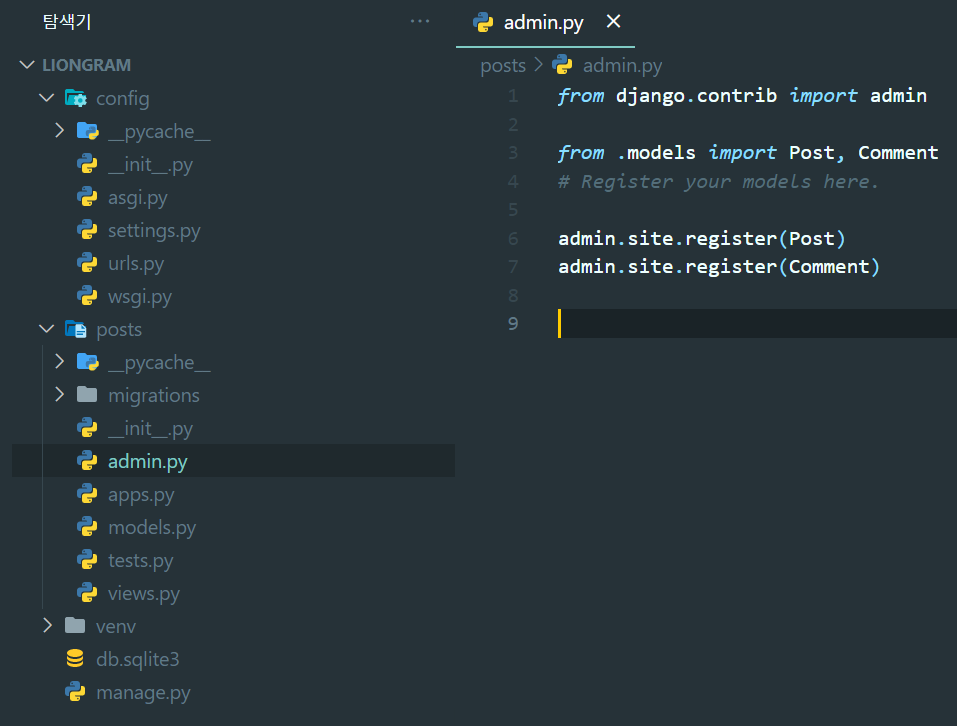 탐색기 ···
LIONGRAM
config
__pycache__
__init__.py
asgi.py
settings.py
urls.py
wsgi.py
posts
__pycache__
migrations
__init__.py
admin.py
apps.py
models.py
tests.py
views.py
venv
db.sqlite3
manage.py
admin.py
posts > admin.py
1 from django.contrib import admin
2
3 from .models import Post, Comment
4 # Register your models here.
5
6 admin.site.register(Post)
7 admin.site.register(Comment)
8
9